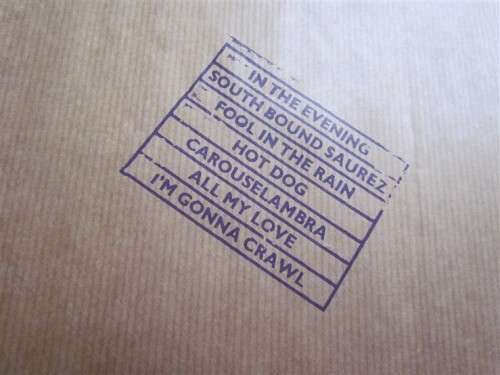 IN THE EVENING
SOUTH BOUND SAUREZ
FOOL IN THE RAIN
HOT DOG
CAROUSELAMBRA
ALL MY LOVE
I'M GONNA CRAWL